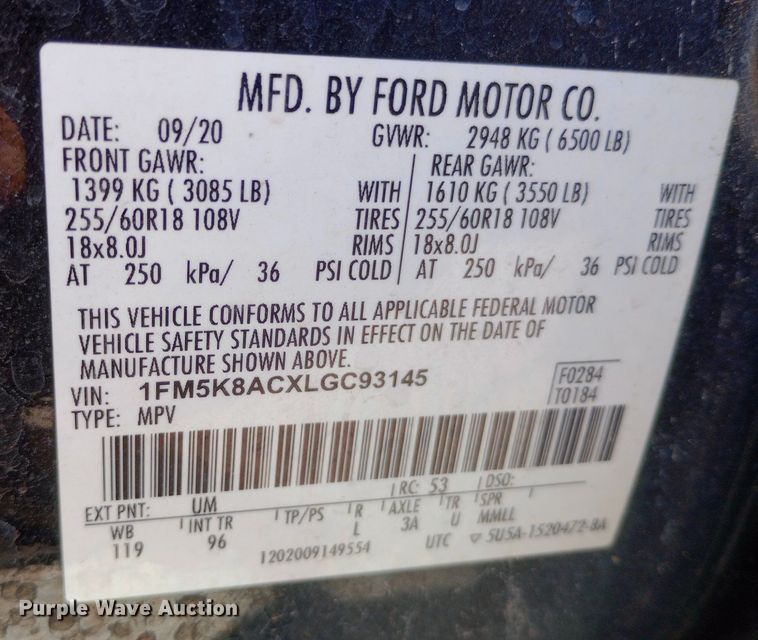 MFD. BY FORD MOTOR CO.
DATE: 09/20 GVWR: 2948 KG ( 6500 LB)
FRONT GAWR: REAR GAWR:
1399 KG ( 3085 LB) WITH 1610 KG ( 3550 LB) WITH
255/60R18 108V TIRES 255/60R18 108V TIRES
18x8.0J RIMS 18x8.0J RIMS
AT 250 kPa/ 36 PSI COLD AT 250 kPa/ 36 PSI COLD
THIS VEHICLE CONFORMS TO ALL APPLICABLE FEDERAL MOTOR
VEHICLE SAFETY STANDARDS IN EFFECT ON THE DATE OF
MANUFACTURE SHOWN ABOVE.
VIN: 1FM5K8ACXLGC93145 F0284
TYPE: MPV T0184
EXT PNT: UM RC: 53 DSO:
WB INT TR TP/PS R AXLE TR SPR
119 96 L 3A U MMLL
1202009149554 UTC ▽ 5U5A-1520472-BA
Purple Wave Auction